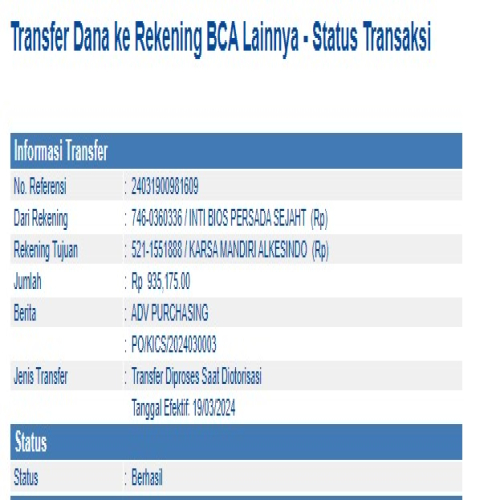 Transfer Dana ke Rekening BCA Lainnya - Status Transaksi
Informasi Transfer
No. Referensi : 24031900981609
Dari Rekening : 746-0360336 / INTI BIOS PERSADA SEJAHT (Rp)
Rekening Tujuan : 521-1551888 / KARSA MANDIRI ALKESINDO (Rp)
Jumlah : Rp 935,175.00
Berita : ADV PURCHASING
: PO/KICS/2024030003
Jenis Transfer : Transfer Diproses Saat Diotorisasi
Tanggal Efektif: 19/03/2024
Status
Status : Berhasil